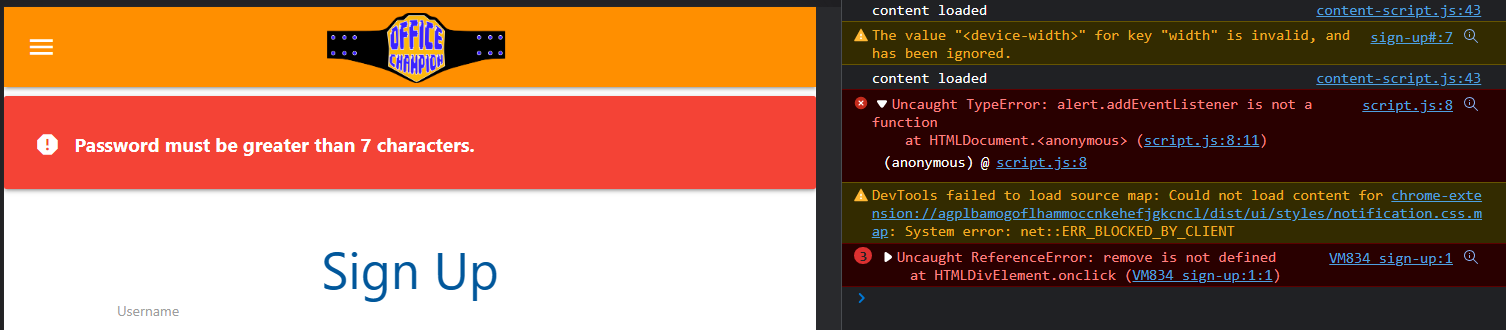 OFFICE
CHAMPION
Password must be greater than 7 characters.
Sign Up
Username
content loaded content-script.js:43
The value "<device-width>" for key "width" is invalid, and sign-up#:7
has been ignored.
content loaded content-script.js:43
Uncaught TypeError: alert.addEventListener is not a script.js:8
function
at HTMLDocument.<anonymous> (script.js:8:11)
(anonymous) @ script.js:8
DevTools failed to load source map: Could not load content for chrome-exte
nsion://agplbamogoflhammoccnkehefjgkcncl/dist/ui/styles/notification.css.m
ap: System error: net::ERR_BLOCKED_BY_CLIENT
3 Uncaught ReferenceError: remove is not defined VM834 sign-up:1
at HTMLDivElement.onclick (VM834 sign-up:1:1)